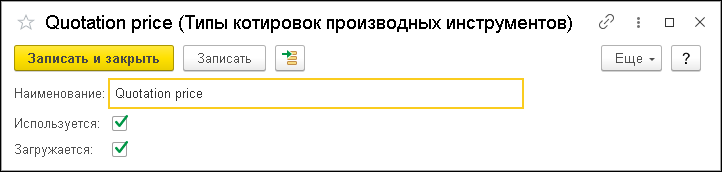 Quotation price (Типы котировок производных инструментов)
Записать и закрыть Записать Еще ?
Наименование: Quotation price
Используется:
Загружается: